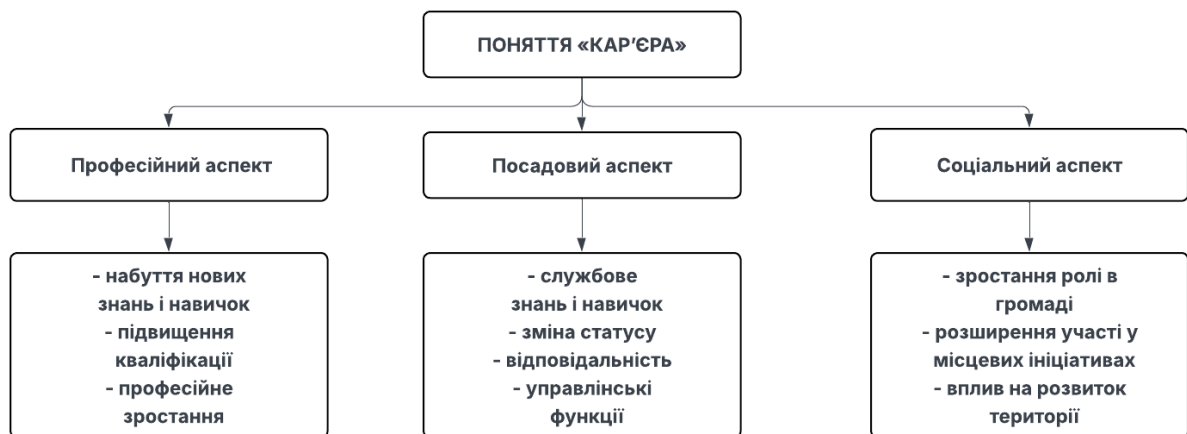 ПОНЯТТЯ «КАР’ЄРА»
Професійний аспект
Посадовий аспект
Соціальний аспект
- набуття нових
знань і навичок
- підвищення
кваліфікації
- професійне
зростання
- службове
знань і навичок
- зміна статусу
- відповідальність
- управлінські
функції
- зростання ролі в
громаді
- розширення участі у
місцевих ініціативах
- вплив на розвиток
території